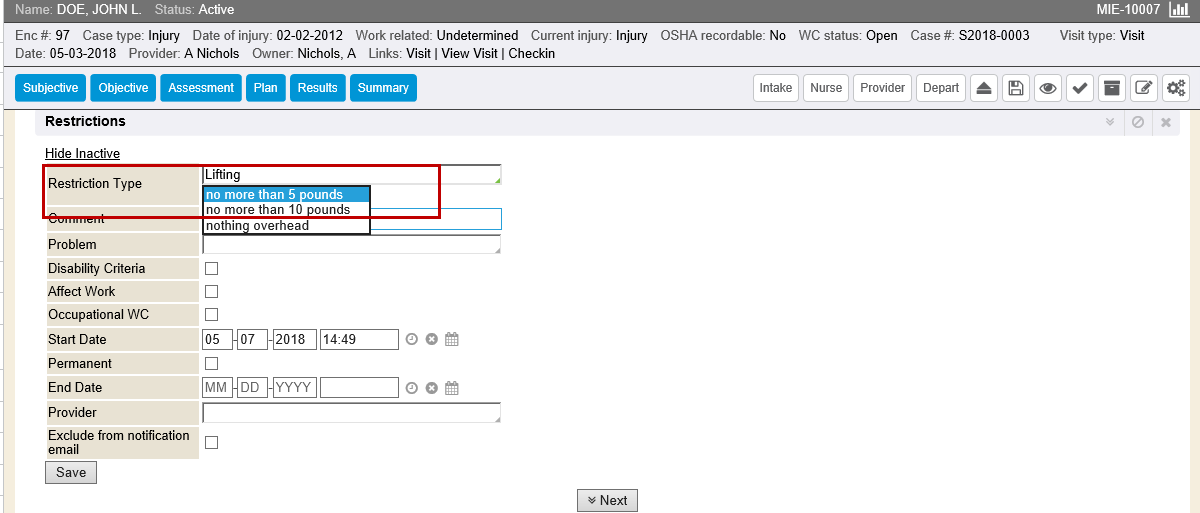 Name: DOE, JOHN L. Status: Active MIE-10007
Enc #: 97 Case type: Injury Date of injury: 02-02-2012 Work related: Undetermined Current injury: Injury OSHA recordable: No WC status: Open Case #: S2018-0003 Visit type: Visit
Date: 05-03-2018 Provider: A Nichols Owner: Nichols, A Links: Visit | View Visit | Checkin
Subjective Objective Assessment Plan Results Summary Intake Nurse Provider Depart
Restrictions
Hide Inactive
Restriction Type Lifting
no more than 5 pounds
no more than 10 pounds
Comment
nothing overhead
Problem
Disability Criteria
Affect Work
Occupational WC
Start Date 05-07-2018 14:49
Permanent
End Date MM-DD-YYYY
Provider
Exclude from notification
email
Save
Next